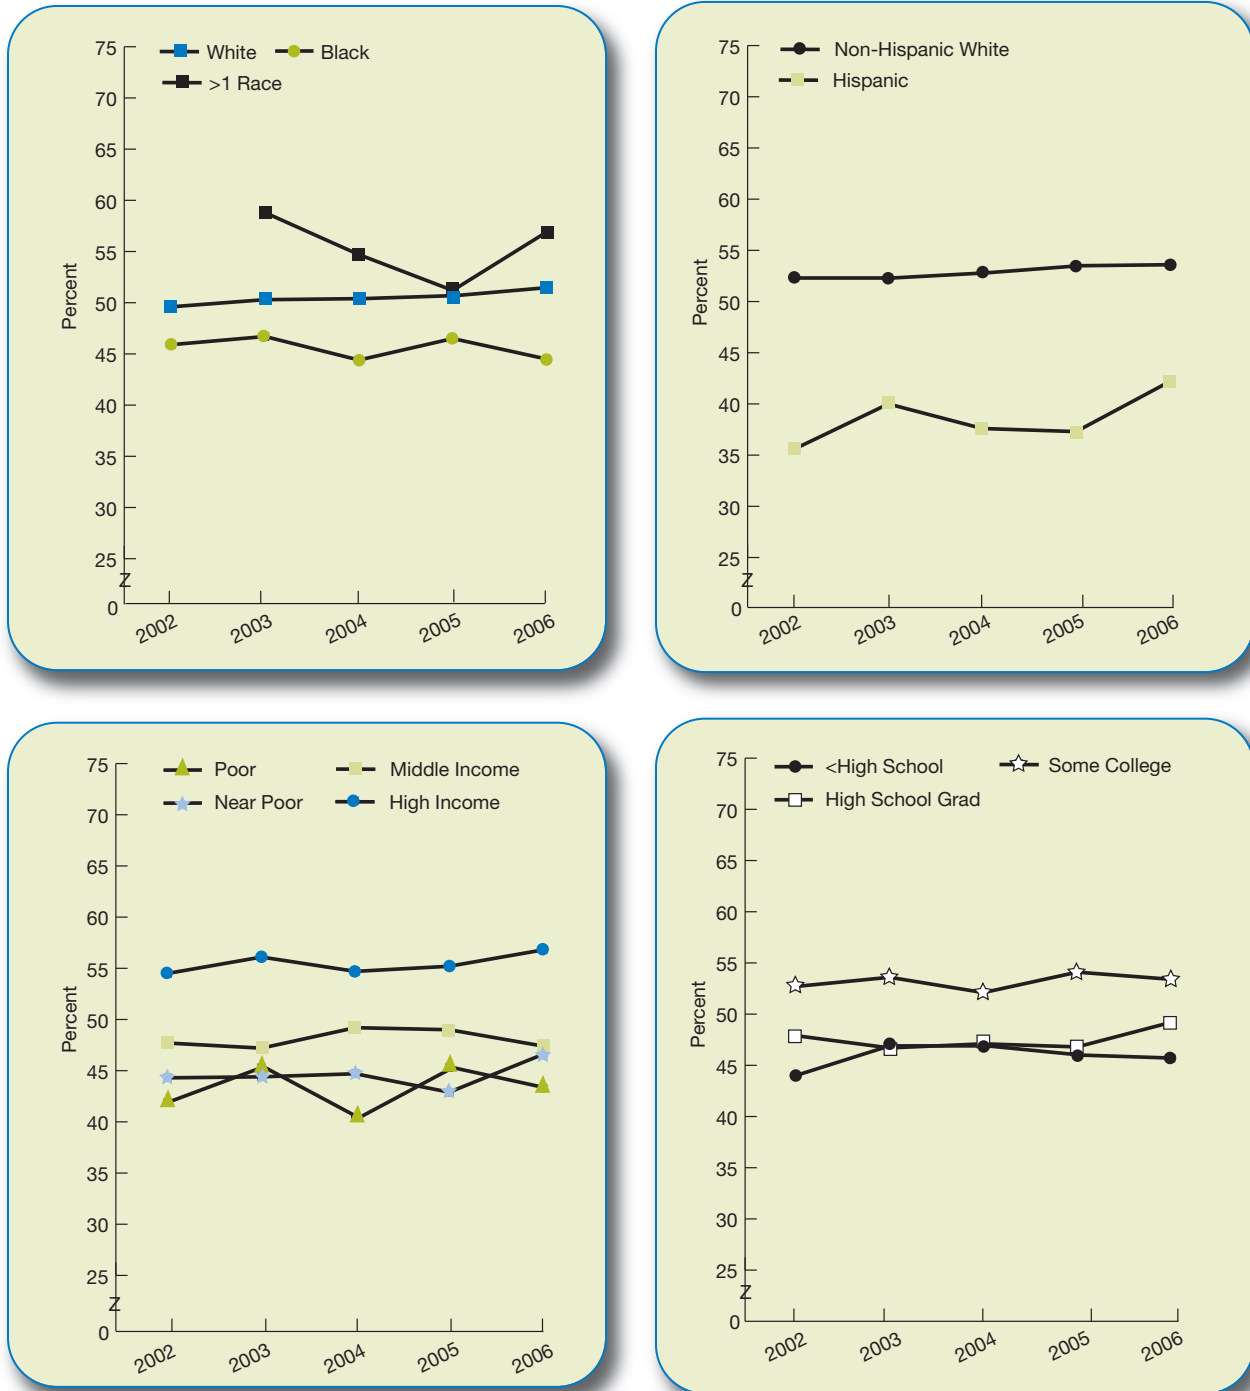 White Black
>1 Race
75
70
65
60
55
50
45
40
35
30
25
Z
0
Percent
2002 2003 2004 2005 2006
Non-Hispanic White
Hispanic
75
70
65
60
55
50
45
40
35
30
25
Z
0
Percent
2002 2003 2004 2005 2006
Poor Middle Income
Near Poor High Income
75
70
65
60
55
50
45
40
35
30
25
Z
0
Percent
2002 2003 2004 2005 2006
<High School Some College
High School Grad
75
70
65
60
55
50
45
40
35
30
25
Z
0
Percent
2002 2003 2004 2005 2006